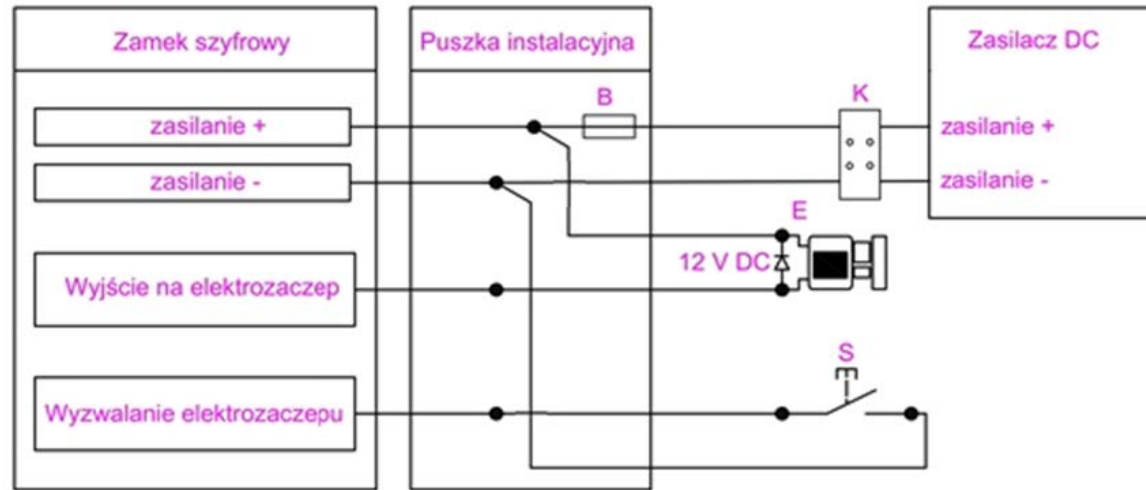 Zamek szyfrowy
Puszka instalacyjna
Zasilacz DC
B
K
zasilanie +
zasilanie +
zasilanie -
zasilanie -
E
12 V DC
Wyjście na elektrozaczep
S
Wyzwalanie elektrozaczepu